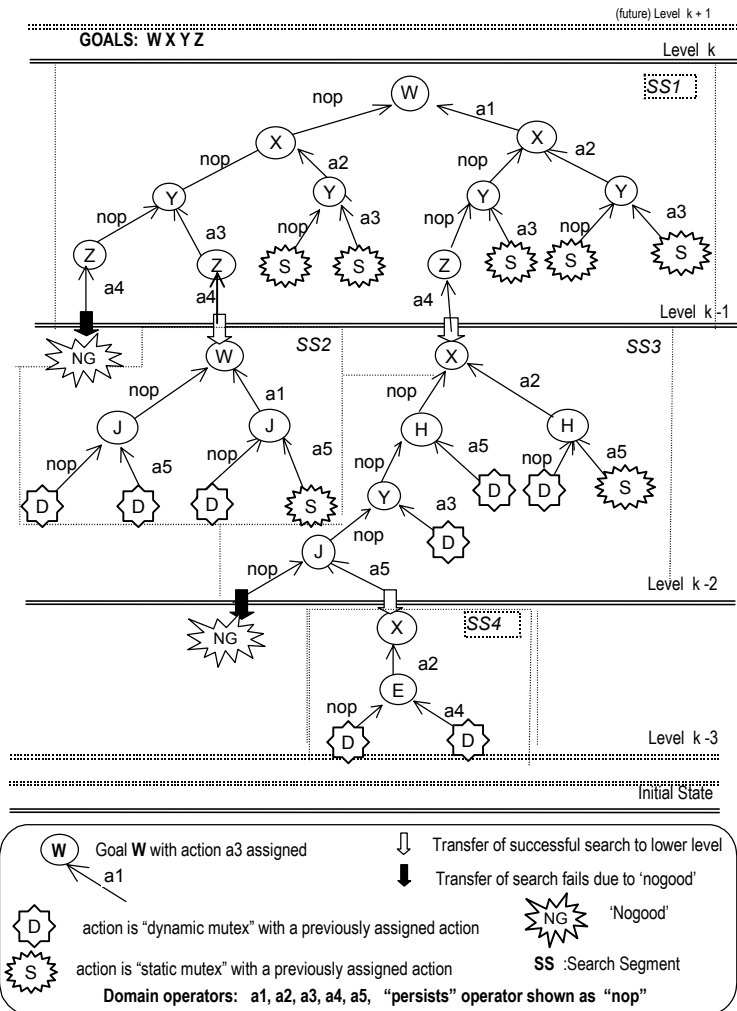 (future) Level k + 1
GOALS: W X Y Z
Level k
SS1
W
nop
a1
X
X
nop
a2
nop
a2
Y
Y
Y
Y
nop
a3
nop
a3
nop
a3
nop
a3
Z
Z
S
S
Z
S
S
S
a4
a4
a4
Level k-1
NG
W
SS2
X
SS3
nop
a1
nop
a2
J
J
H
H
nop
a5
nop
a5
nop
a5
nop
a5
D
D
D
S
Y
D
D
S
nop
a3
J
D
nop
a5
Level k-2
NG
X
SS4
a2
E
nop
a4
D
D
Level k-3
Initial State
W
Goal W with action a3 assigned
a1
Transfer of successful search to lower level
Transfer of search fails due to 'nogood'
D
action is "dynamic mutex" with a previously assigned action
NG
'Nogood'
S
action is "static mutex" with a previously assigned action
SS :Search Segment
Domain operators: a1, a2, a3, a4, a5, "persists" operator shown as "nop"